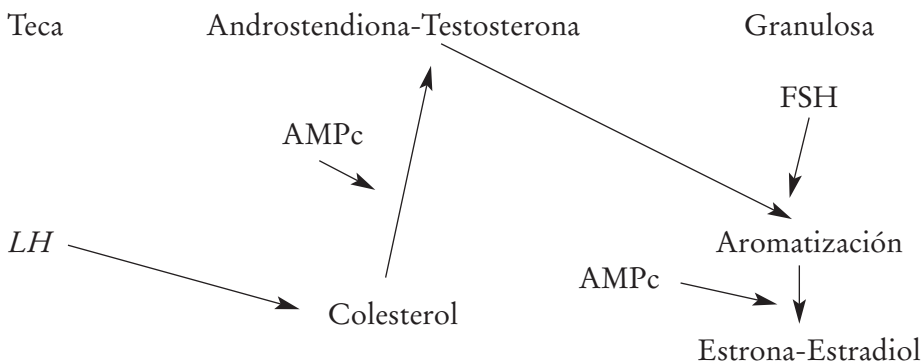 Teca Androstendiona-Testosterona Granulosa
FSH
AMPc
LH
Aromatización
AMPc
Colesterol
Estrona-Estradiol